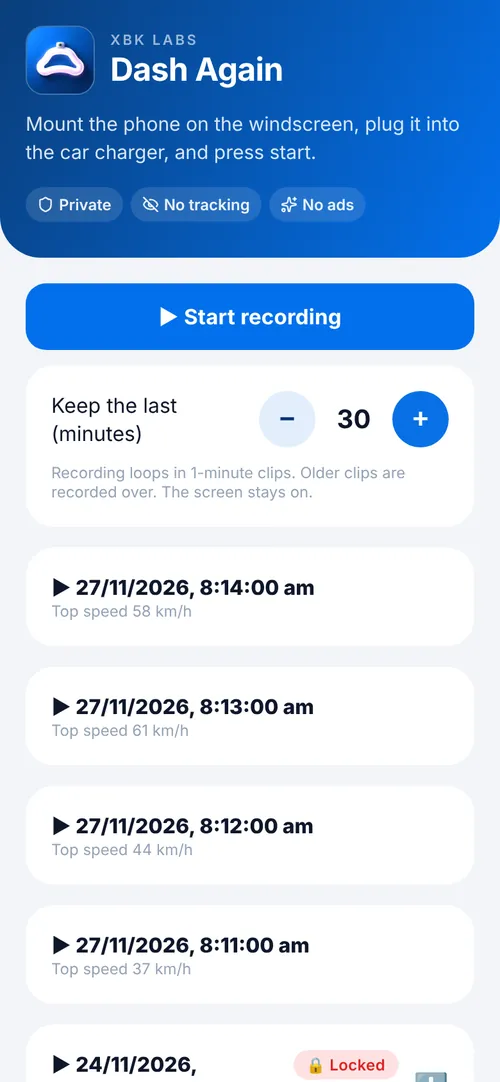 XBK LABS
Dash Again
Mount the phone on the windscreen, plug it into
the car charger, and press start.
Private
No tracking
No ads
▶ Start recording
Keep the last
(minutes)
− 30 +
Recording loops in 1-minute clips. Older clips are
recorded over. The screen stays on.
▶ 27/11/2026, 8:14:00 am
Top speed 58 km/h
▶ 27/11/2026, 8:13:00 am
Top speed 61 km/h
▶ 27/11/2026, 8:12:00 am
Top speed 44 km/h
▶ 27/11/2026, 8:11:00 am
Top speed 37 km/h
▶ 24/11/2026,
🔒 Locked